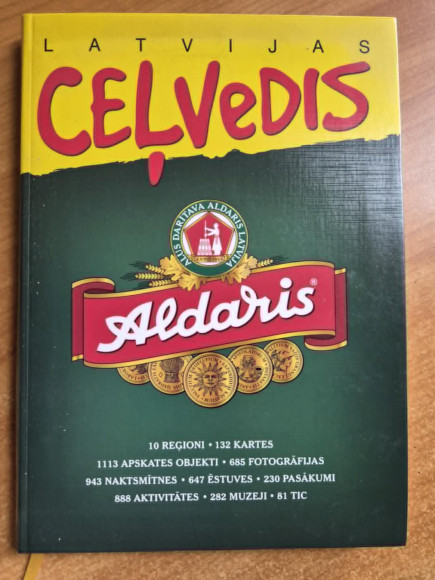 LATVIJAS
CEĻVEDIS
ALUS DARĪTAVA ALDARIS LATVIJA
Aldaris®
10 REĢIONI • 132 KARTES
1113 APSKATES OBJEKTI • 685 FOTOGRĀFIJAS
943 NAKTSMĪTNES • 647 ĒSTUVES • 230 PASĀKUMI
888 AKTIVITĀTES • 282 MUZEJI • 81 TIC